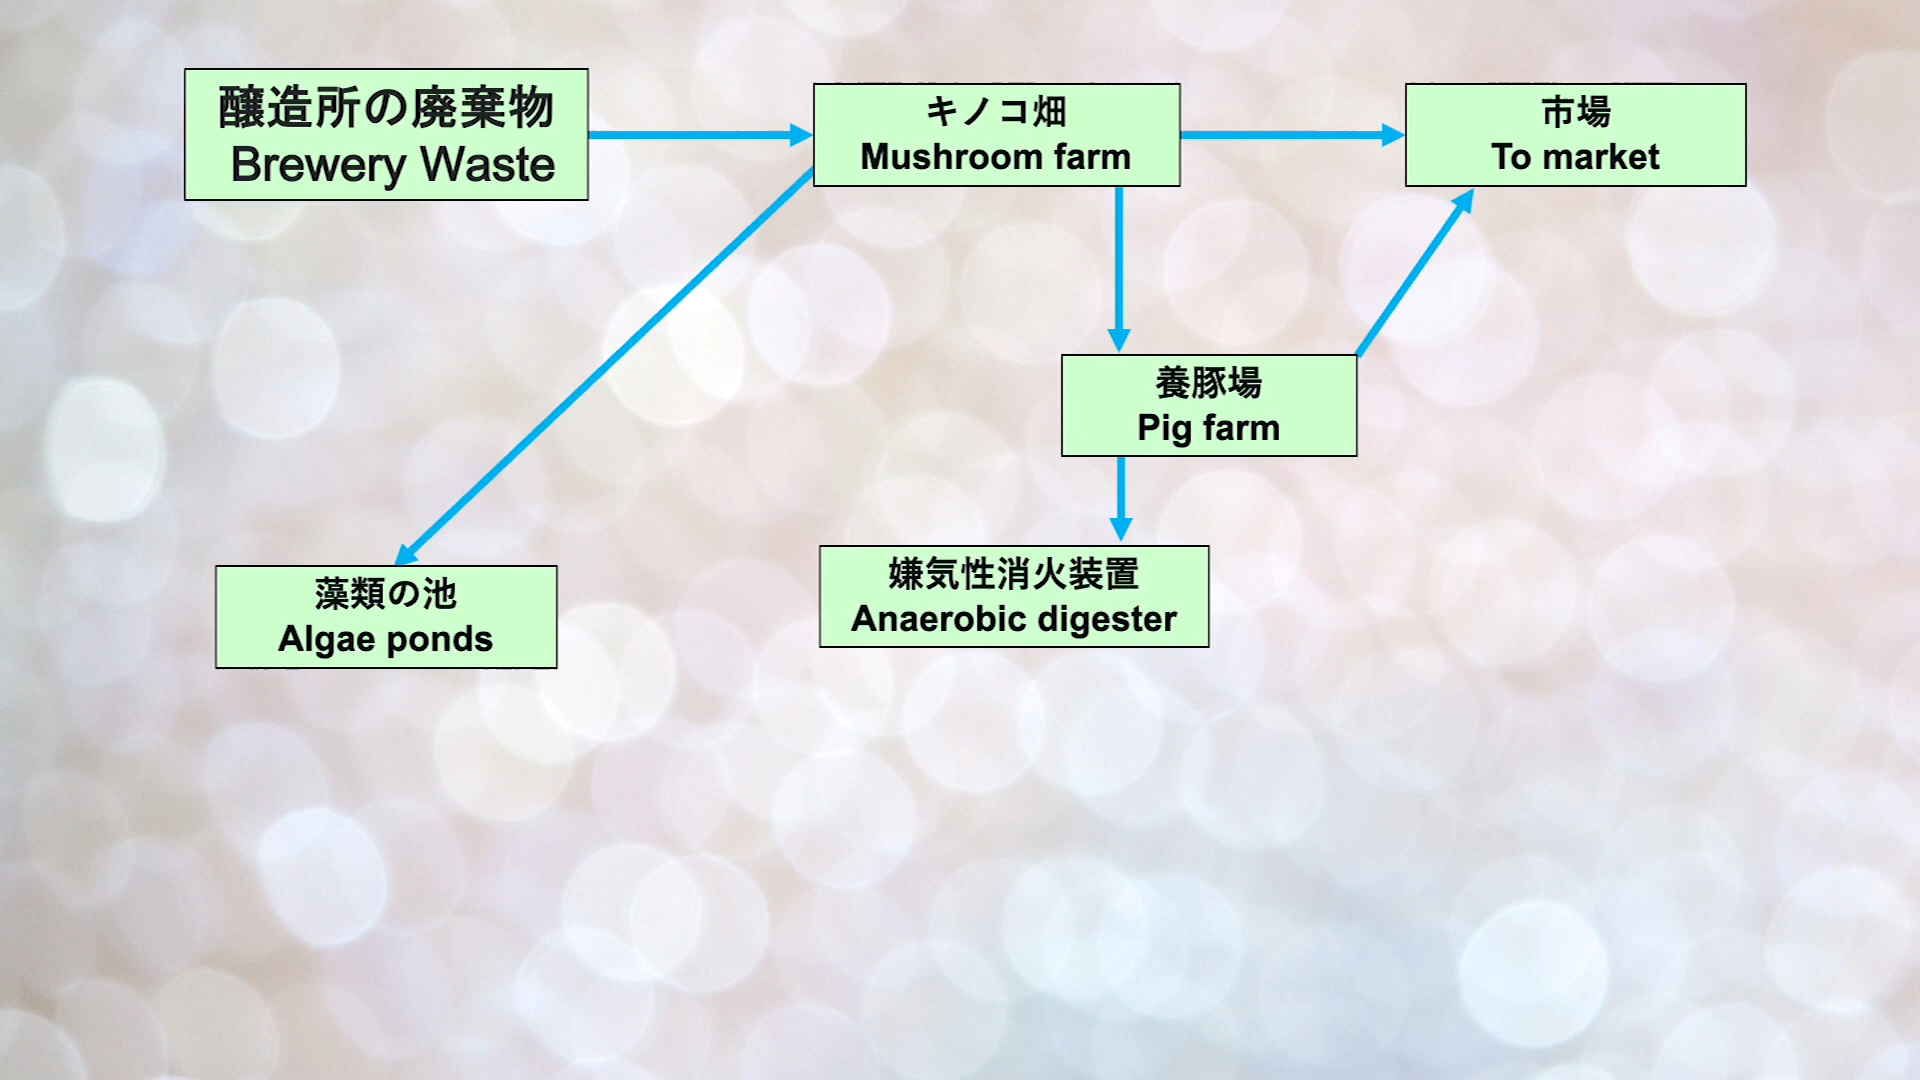 醸造所の廃棄物
Brewery Waste
キノコ畑
Mushroom farm
市場
To market
養豚場
Pig farm
嫌気性消火装置
Anaerobic digester
藻類の池
Algae ponds